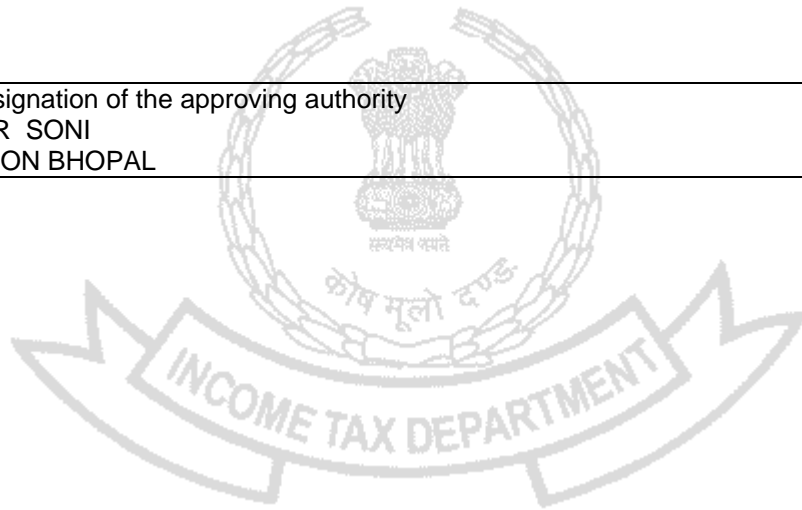 signation of the approving authority
R SONI
ON BHOPAL
सत्यमेव जयते
कोष मूलो दण्डः
INCOME TAX DEPARTMENT